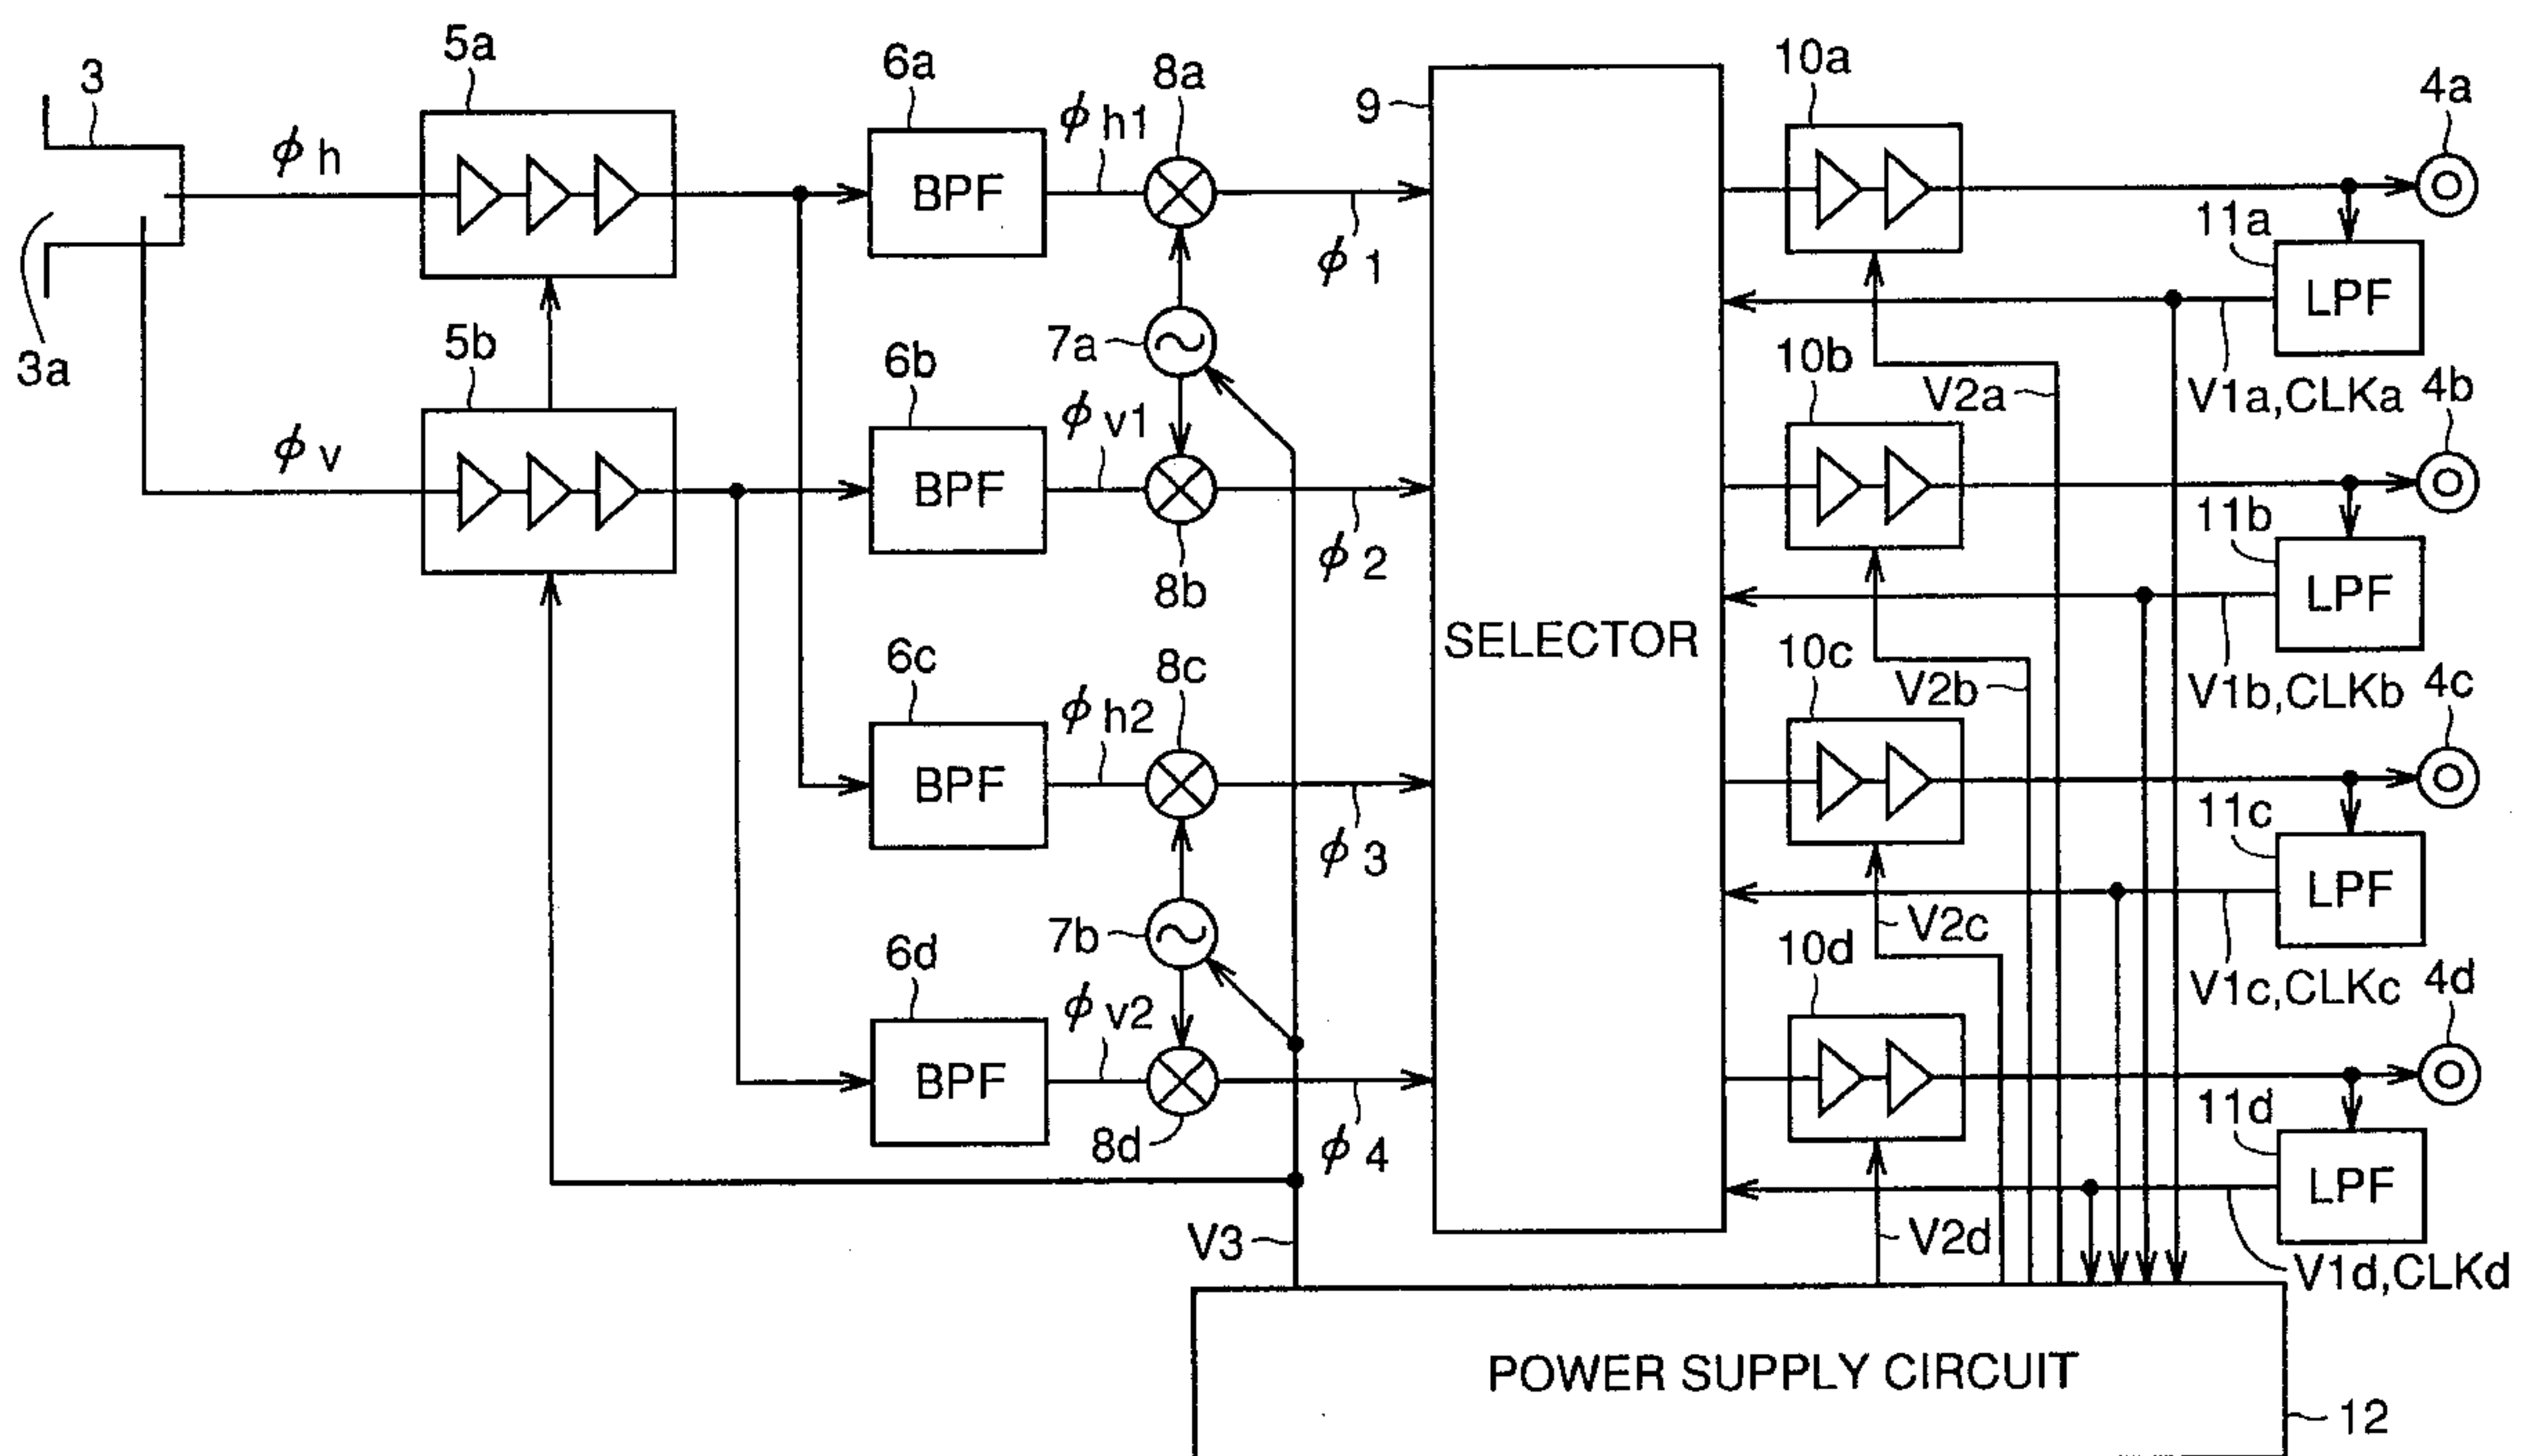 3
3a
φh
φv
5a
5b
6a
BPF
φh1
8a
7a
6b
BPF
φv1
8b
6c
BPF
φh2
8c
7b
6d
BPF
φv2
8d
φ1
φ2
φ3
φ4
V3
9
SELECTOR
10a
V2a
4a
11a
LPF
V1a,CLKa
10b
V2b
4b
11b
LPF
V1b,CLKb
10c
V2c
4c
11c
LPF
V1c,CLKc
10d
V2d
4d
11d
LPF
V1d,CLKd
POWER SUPPLY CIRCUIT
12